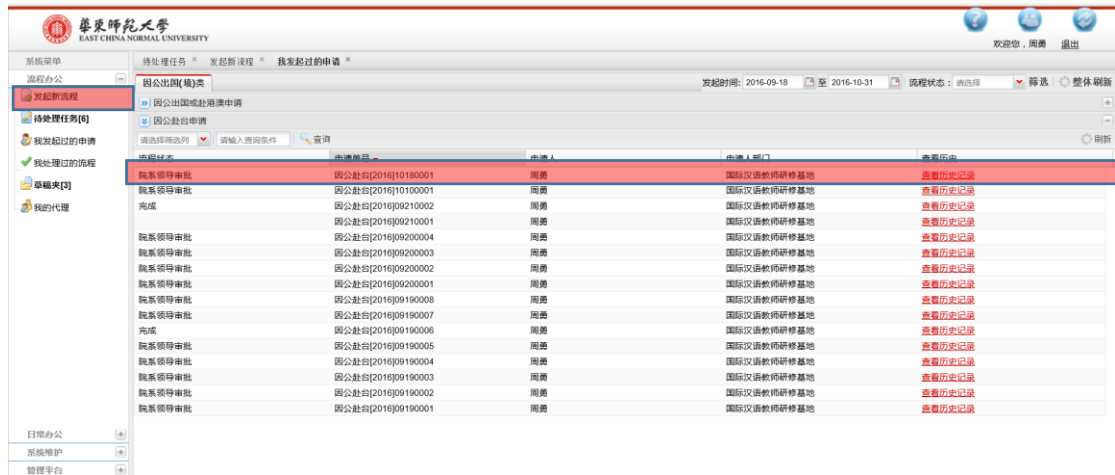 華東师范大學
EAST CHINA NORMAL UNIVERSITY
欢迎您，周勇 退出
系统菜单
待处理任务 × 发起新流程 × 我发起过的申请 ×
流程办公
因公出国(境)类 发起时间: 2016-09-18 至 2016-10-31 流程状态：请选择 筛选 整体刷新
发起新流程
因公出国或赴港澳申请
待处理任务[6]
因公赴台申请
我发起过的申请
请选择筛选列 请输入查询条件 查询 刷新
我处理过的流程
流程状态 申请单号 申请人 申请人部门 查看历史
草稿夹[3]
院系领导审批 因公赴台[2016]10180001 周勇 国际汉语教师研修基地 查看历史记录
院系领导审批 因公赴台[2016]10100001 周勇 国际汉语教师研修基地 查看历史记录
我的代理
完成 因公赴台[2016]09210002 周勇 国际汉语教师研修基地 查看历史记录
因公赴台[2016]09210001 周勇 国际汉语教师研修基地 查看历史记录
院系领导审批 因公赴台[2016]09200004 周勇 国际汉语教师研修基地 查看历史记录
院系领导审批 因公赴台[2016]09200003 周勇 国际汉语教师研修基地 查看历史记录
院系领导审批 因公赴台[2016]09200002 周勇 国际汉语教师研修基地 查看历史记录
院系领导审批 因公赴台[2016]09200001 周勇 国际汉语教师研修基地 查看历史记录
院系领导审批 因公赴台[2016]09190008 周勇 国际汉语教师研修基地 查看历史记录
院系领导审批 因公赴台[2016]09190007 周勇 国际汉语教师研修基地 查看历史记录
完成 因公赴台[2016]09190006 周勇 国际汉语教师研修基地 查看历史记录
院系领导审批 因公赴台[2016]09190005 周勇 国际汉语教师研修基地 查看历史记录
院系领导审批 因公赴台[2016]09190004 周勇 国际汉语教师研修基地 查看历史记录
院系领导审批 因公赴台[2016]09190003 周勇 国际汉语教师研修基地 查看历史记录
院系领导审批 因公赴台[2016]09190002 周勇 国际汉语教师研修基地 查看历史记录
院系领导审批 因公赴台[2016]09190001 周勇 国际汉语教师研修基地 查看历史记录
日常办公
系统维护
管理平台